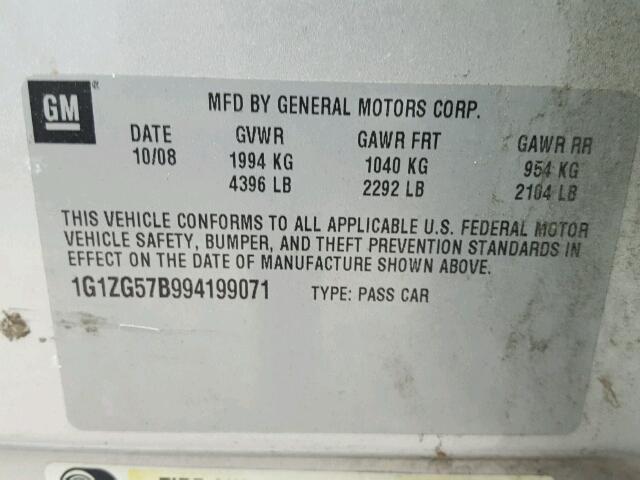 GM
MFD BY GENERAL MOTORS CORP.
DATE GVWR GAWR FRT GAWR RR
10/08 1994 KG 1040 KG 954 KG
4396 LB 2292 LB 2104 LB
THIS VEHICLE CONFORMS TO ALL APPLICABLE U.S. FEDERAL MOTOR
VEHICLE SAFETY, BUMPER, AND THEFT PREVENTION STANDARDS IN
EFFECT ON THE DATE OF MANUFACTURE SHOWN ABOVE.
1G1ZG57B994199071 TYPE: PASS CAR